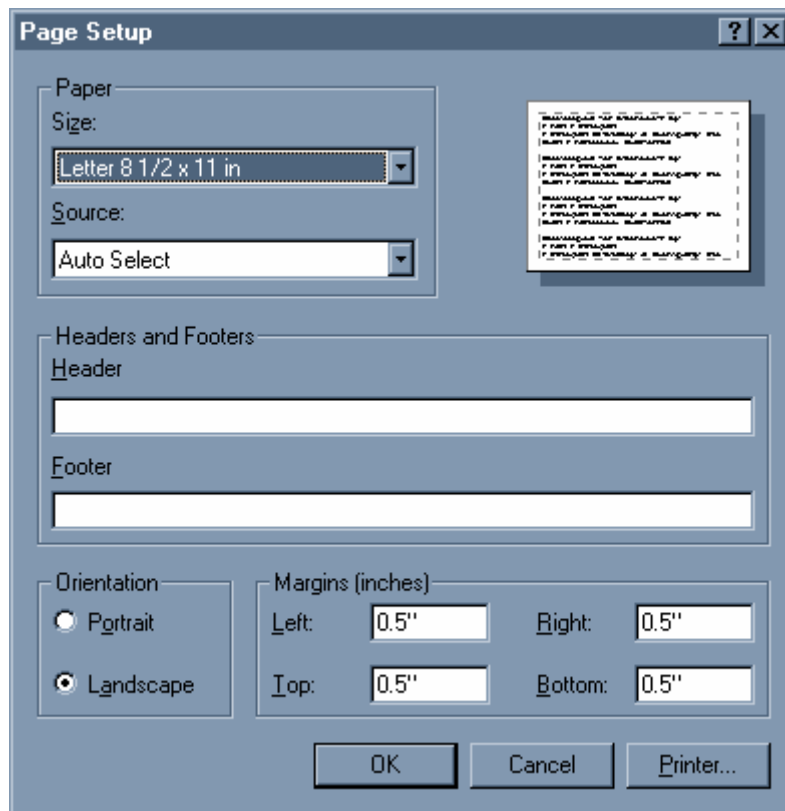 Page Setup
Paper
Size:
Letter 8 1/2 x 11 in
Source:
Auto Select
Headers and Footers
Header
Footer
Orientation
Portrait
Landscape
Margins (inches)
Left: 0.5" Right: 0.5"
Top: 0.5" Bottom: 0.5"
OK Cancel Printer...